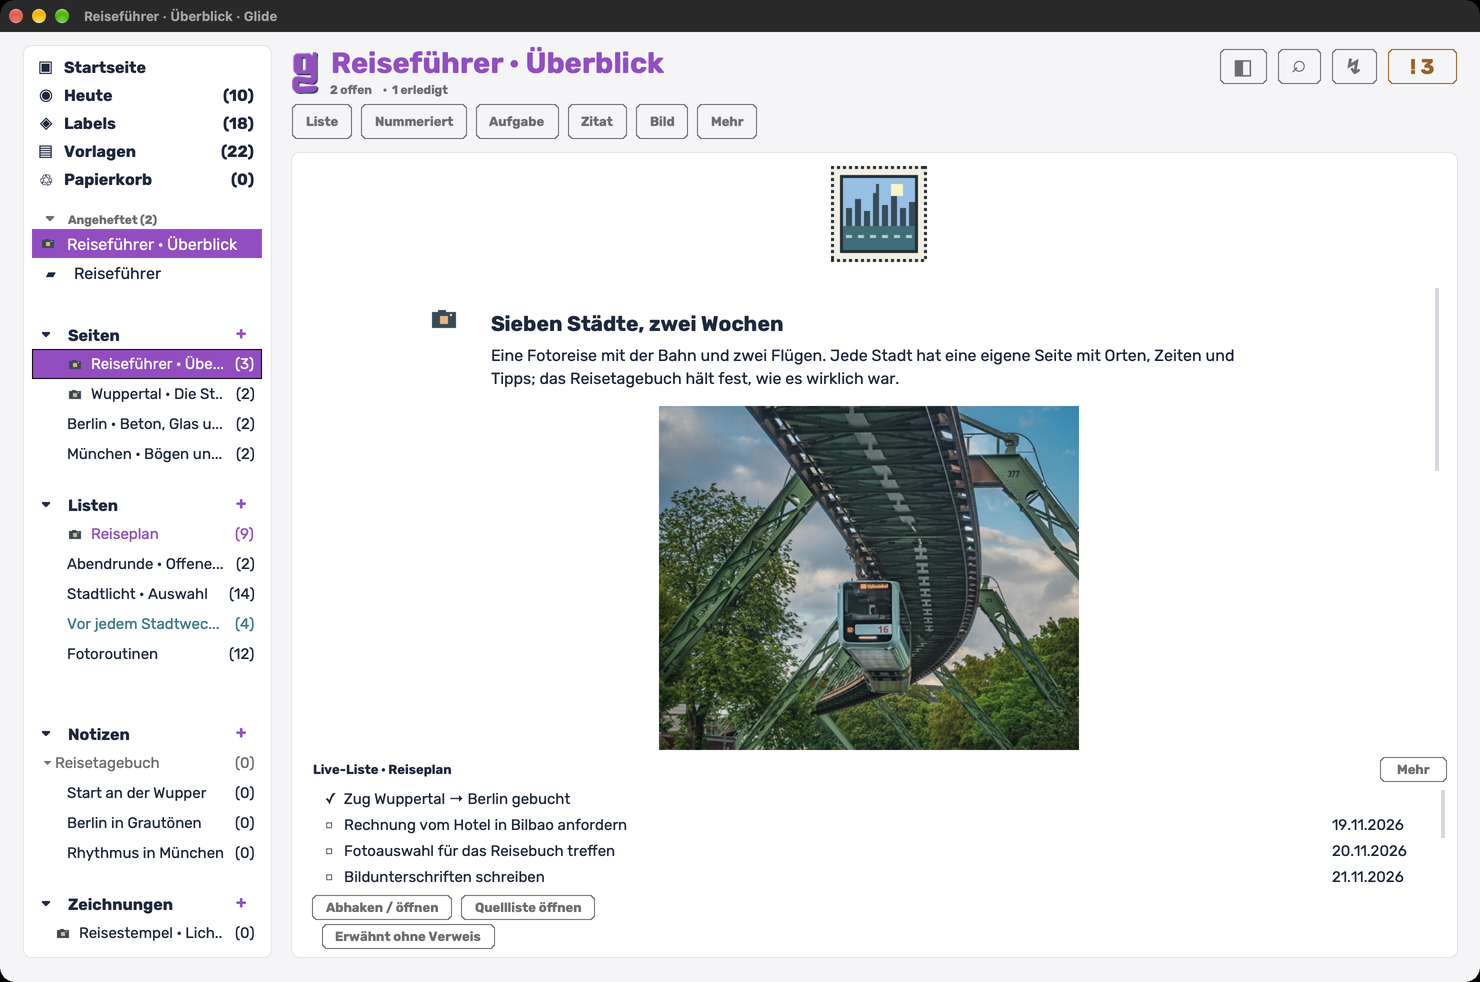 Reiseführer · Überblick · Glide
Startseite
Heute (10)
Labels (18)
Vorlagen (22)
Papierkorb (0)
Angeheftet (2)
Reiseführer • Überblick
Reiseführer
Seiten +
Reiseführer • Übe... (3)
Wuppertal • Die St.. (2)
Berlin • Beton, Glas u... (2)
München • Bögen un... (2)
Listen +
Reiseplan (9)
Abendrunde • Offene... (2)
Stadtlicht • Auswahl (14)
Vor jedem Stadtwec... (4)
Fotoroutinen (12)
Notizen +
Reisetagebuch (0)
Start an der Wupper (0)
Berlin in Grautönen (0)
Rhythmus in München (0)
Zeichnungen +
Reisestempel • Lich.. (0)
g Reiseführer • Überblick
2 offen • 1 erledigt
! 3
Liste Nummeriert Aufgabe Zitat Bild Mehr
Sieben Städte, zwei Wochen
Eine Fotoreise mit der Bahn und zwei Flügen. Jede Stadt hat eine eigene Seite mit Orten, Zeiten und
Tipps; das Reisetagebuch hält fest, wie es wirklich war.
377
16
Live-Liste • Reiseplan Mehr
✓ Zug Wuppertal → Berlin gebucht
Rechnung vom Hotel in Bilbao anfordern 19.11.2026
Fotoauswahl für das Reisebuch treffen 20.11.2026
Bildunterschriften schreiben 21.11.2026
Abhaken / öffnen Quellliste öffnen
Erwähnt ohne Verweis